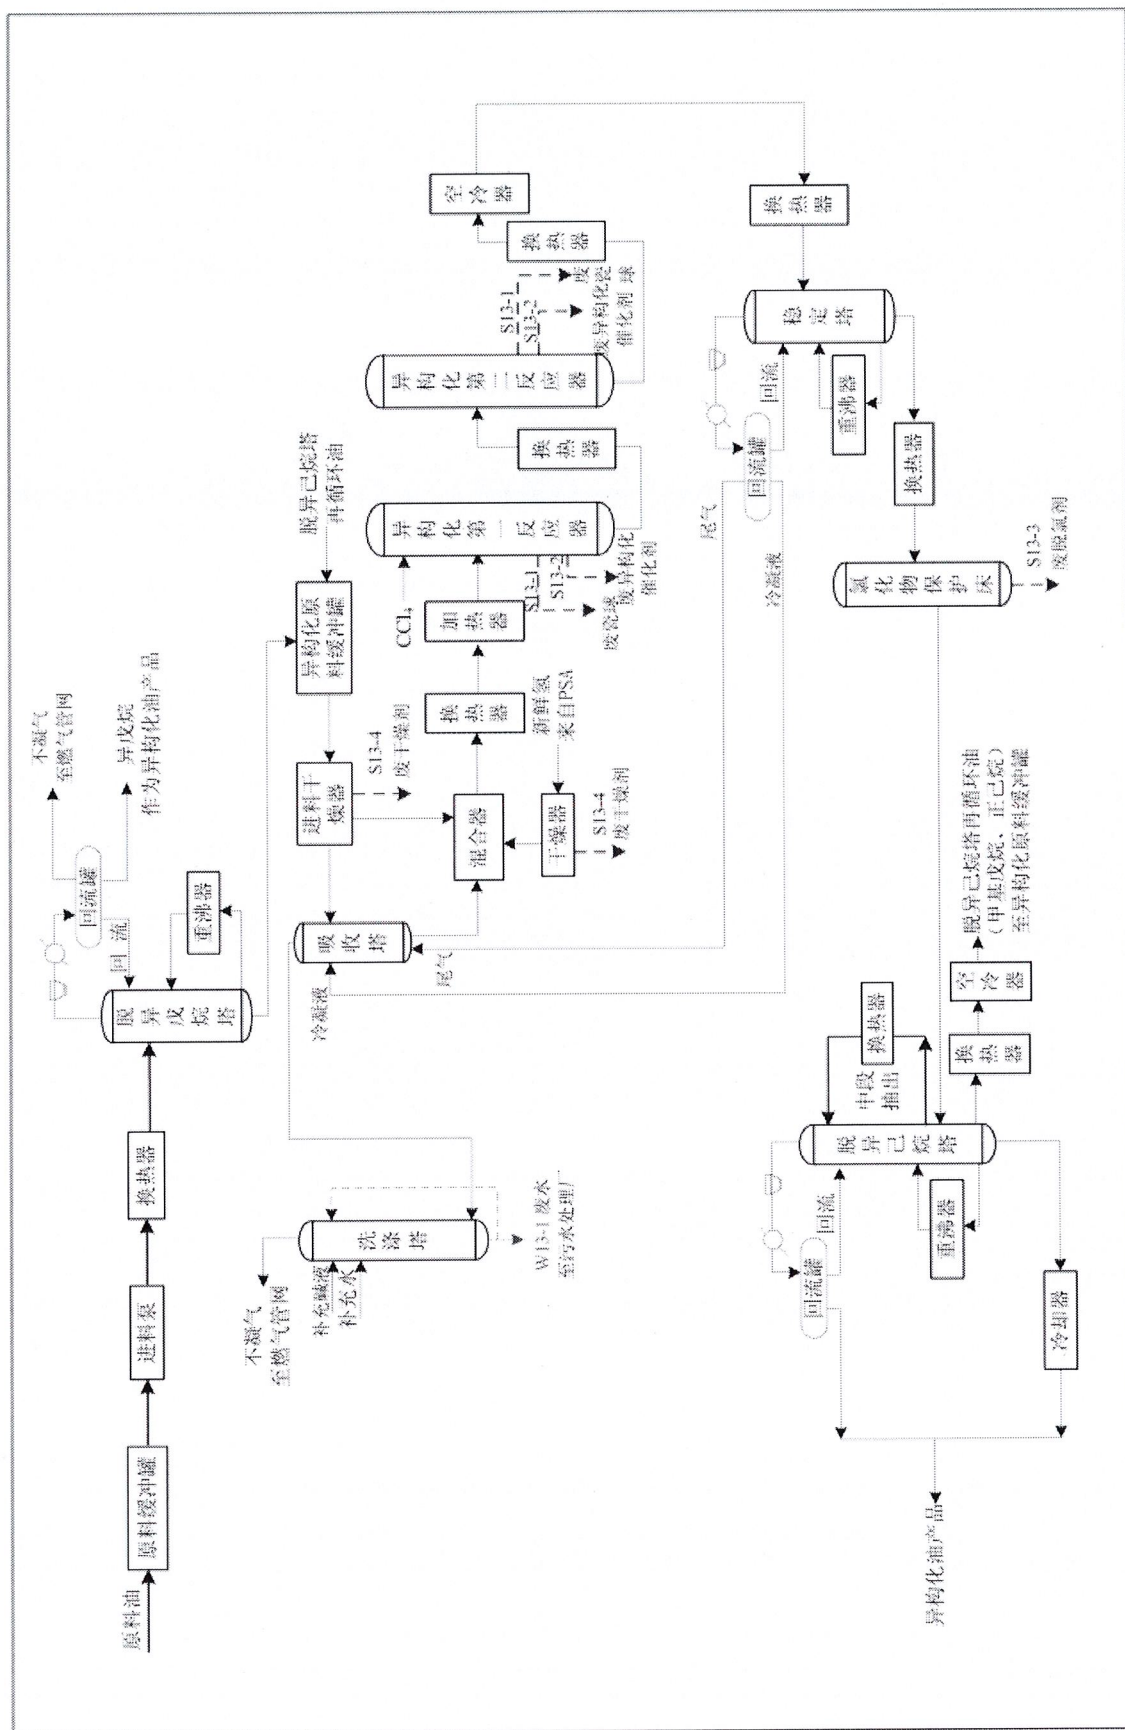 原料油
原料缓冲罐
进料泵
换热器
脱异戊烷塔
回流
回流罐
重沸器
不凝气
至燃气管网
异戊烷
作为异构化油产品
脱异己烷塔
再循环油
异构化原
料缓冲罐
进料干
燥器
S13-4
废干燥剂
吸收塔
冷凝液
尾气
混合器
干燥器
S13-4
废干燥剂
新鲜氢
来自PSA
换热器
加热器
CCl₄
异构化第一反应器
S13-1
S13-2
废瓷球
废异构化
催化剂
换热器
异构化第二反应器
S13-1
S13-2
废异构化
催化剂
废瓷球
换热器
空冷器
换热器
稳定塔
回流
回流罐
尾气
冷凝液
重沸器
换热器
氯化物保护床
S13-3
废脱氯剂
洗涤塔
不凝气
至燃气管网
补充碱液
补充水
W13-1 废水
至污水处理厂
脱异己烷塔
中段
抽出
换热器
回流
回流罐
重沸器
换热器
空冷器
脱异己烷塔再循环油
（甲基戊烷、正己烷）
至异构化原料缓冲罐
冷却器
异构化油产品